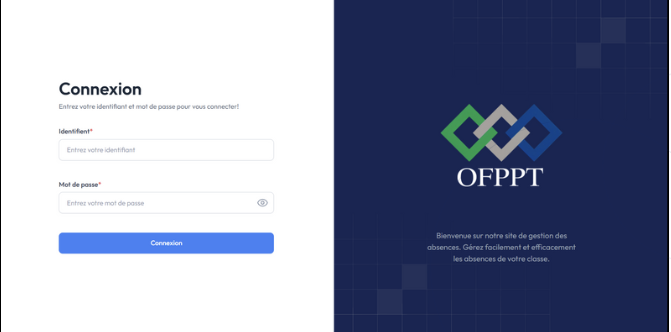 Connexion
Entrez votre identifiant et mot de passe pour vous connecter!
Identifiant*
Entrez votre identifiant
Mot de passe*
Entrez votre mot de passe
Connexion
OFPPT
Bienvenue sur notre site de gestion des
absences. Gérez facilement et efficacement
les absences de votre classe.